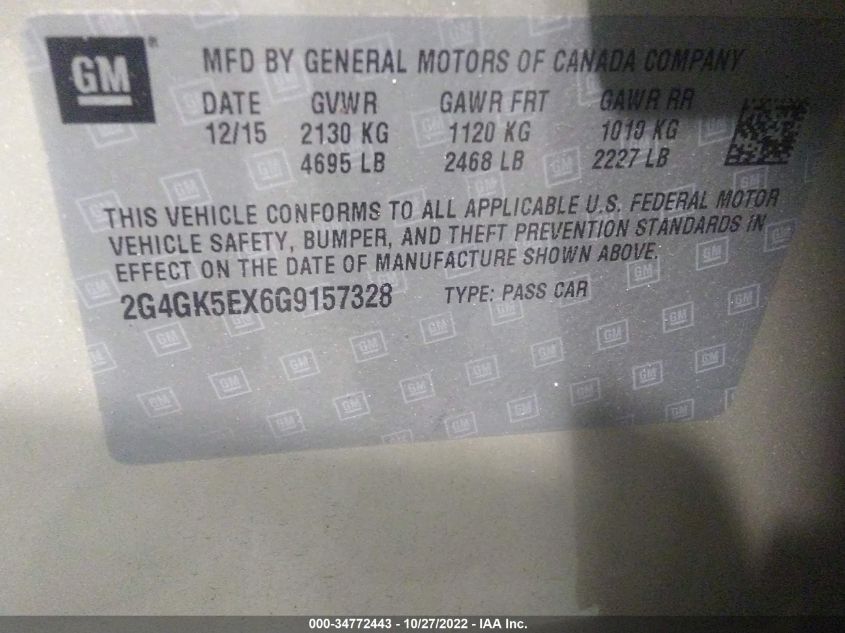 GM
MFD BY GENERAL MOTORS OF CANADA COMPANY
DATE GVWR GAWR FRT GAWR RR
12/15 2130 KG 1120 KG 1010 KG
4695 LB 2468 LB 2227 LB
THIS VEHICLE CONFORMS TO ALL APPLICABLE U.S. FEDERAL MOTOR
VEHICLE SAFETY, BUMPER, AND THEFT PREVENTION STANDARDS IN
EFFECT ON THE DATE OF MANUFACTURE SHOWN ABOVE.
2G4GK5EX6G9157328 TYPE: PASS CAR
000-34772443 - 10/27/2022 - IAA Inc.